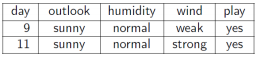 day outlook humidity wind play
9 sunny normal weak yes
11 sunny normal strong yes